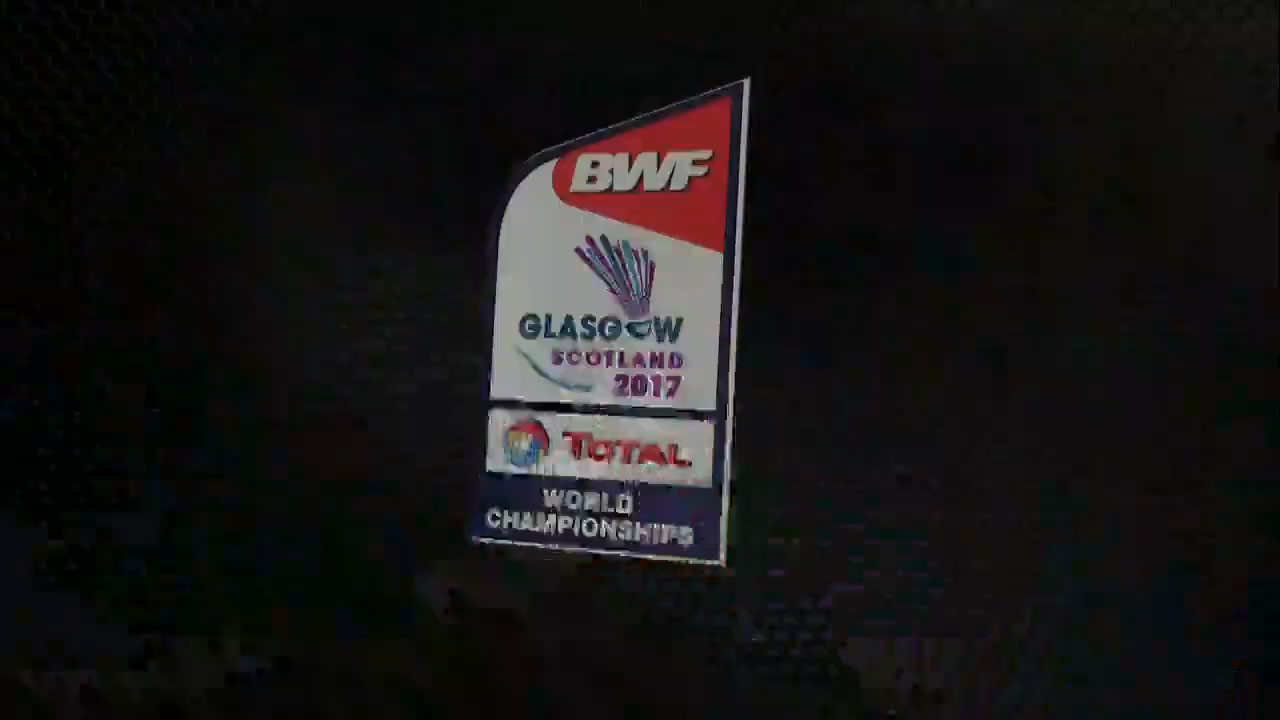 BWF
GLASGOW
SCOTLAND
2017
TOTAL
WORLD
CHAMPIONSHIPS